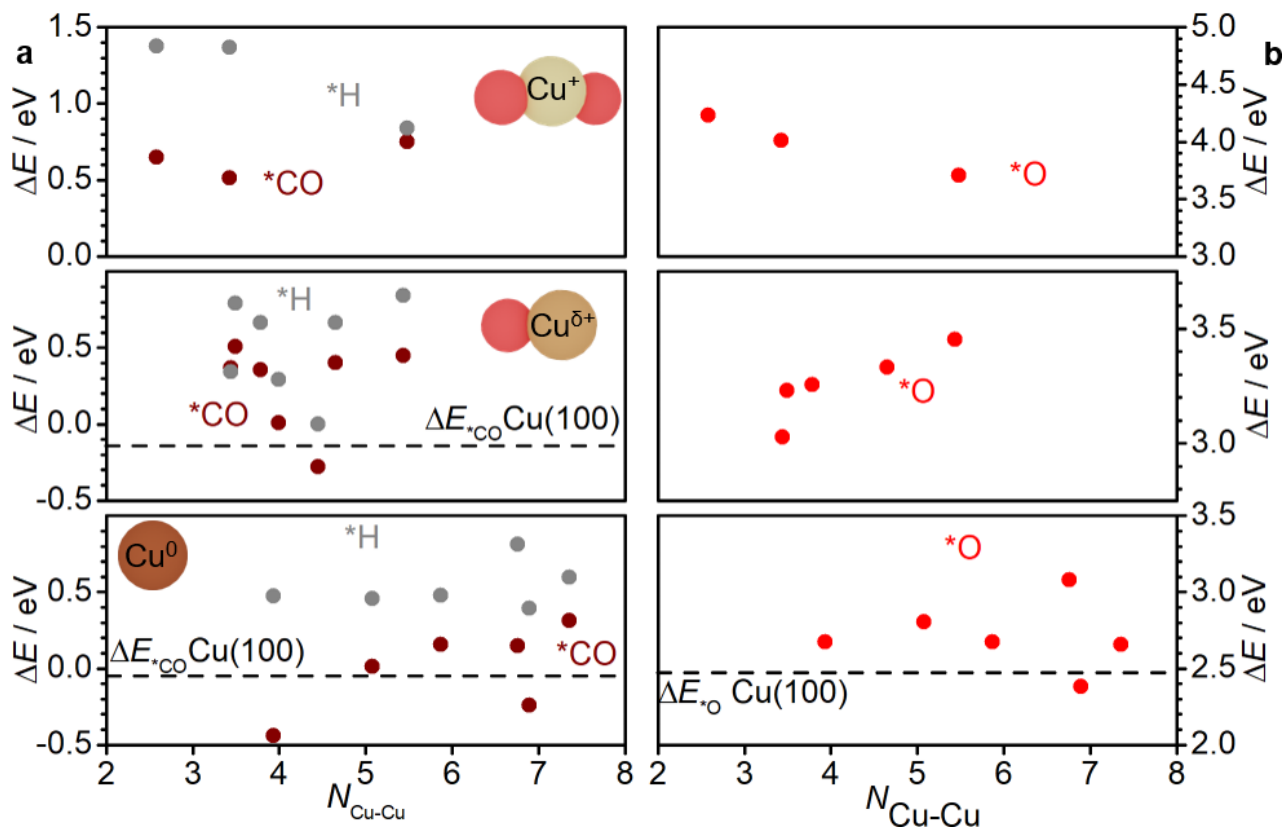 a
b
ΔE / eV
1.5
1.0
0.5
0.0
*H
*CO
Cu+
5.0
4.5
4.0
3.5
3.0
ΔE / eV
*O
ΔE / eV
0.5
0.0
-0.5
*H
*CO
Cuδ+
ΔE*CO Cu(100)
3.5
3.0
ΔE / eV
*O
ΔE / eV
0.5
0.0
-0.5
Cu0
*H
ΔE*CO Cu(100)
*CO
3.5
3.0
2.5
2.0
ΔE / eV
*O
ΔE*O Cu(100)
2 3 4 5 6 7 8
2 3 4 5 6 7 8
NCu-Cu
NCu-Cu